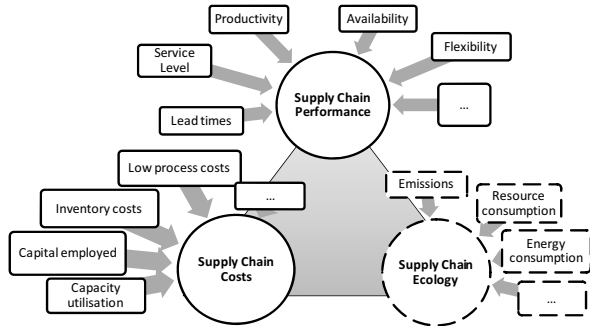 Productivity
Availability
Service
Level
Flexibility
Supply Chain
Performance
...
Lead times
Low process costs
...
Emissions
Resource
consumption
Inventory costs
Energy
consumption
Capital employed
Supply Chain
Costs
Supply Chain
Ecology
Capacity
utilisation
...